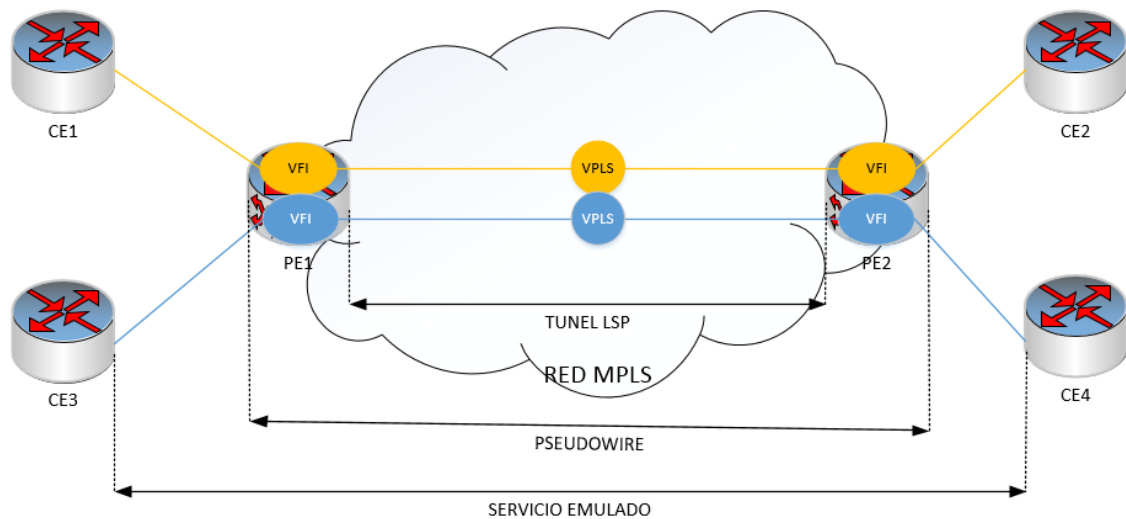 CE1
CE2
VFI
VPLS
VFI
VFI
VPLS
VFI
PE1
PE2
TUNEL LSP
RED MPLS
CE3
CE4
PSEUDOWIRE
SERVICIO EMULADO